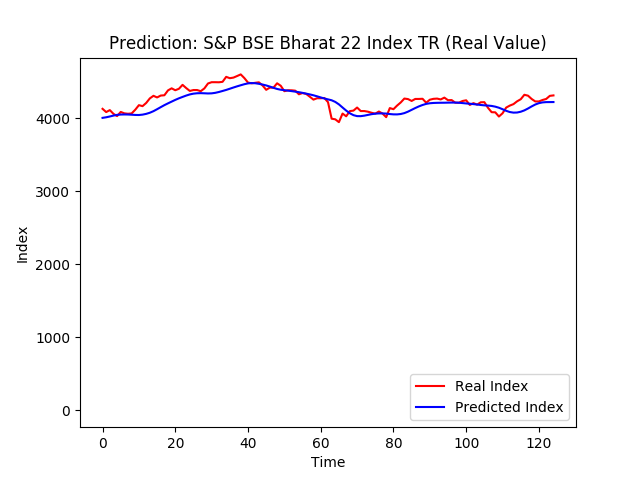 Prediction: S&P BSE Bharat 22 Index TR (Real Value)
4000
3000
2000
1000
0
Index
Real Index
Predicted Index
0 20 40 60 80 100 120
Time